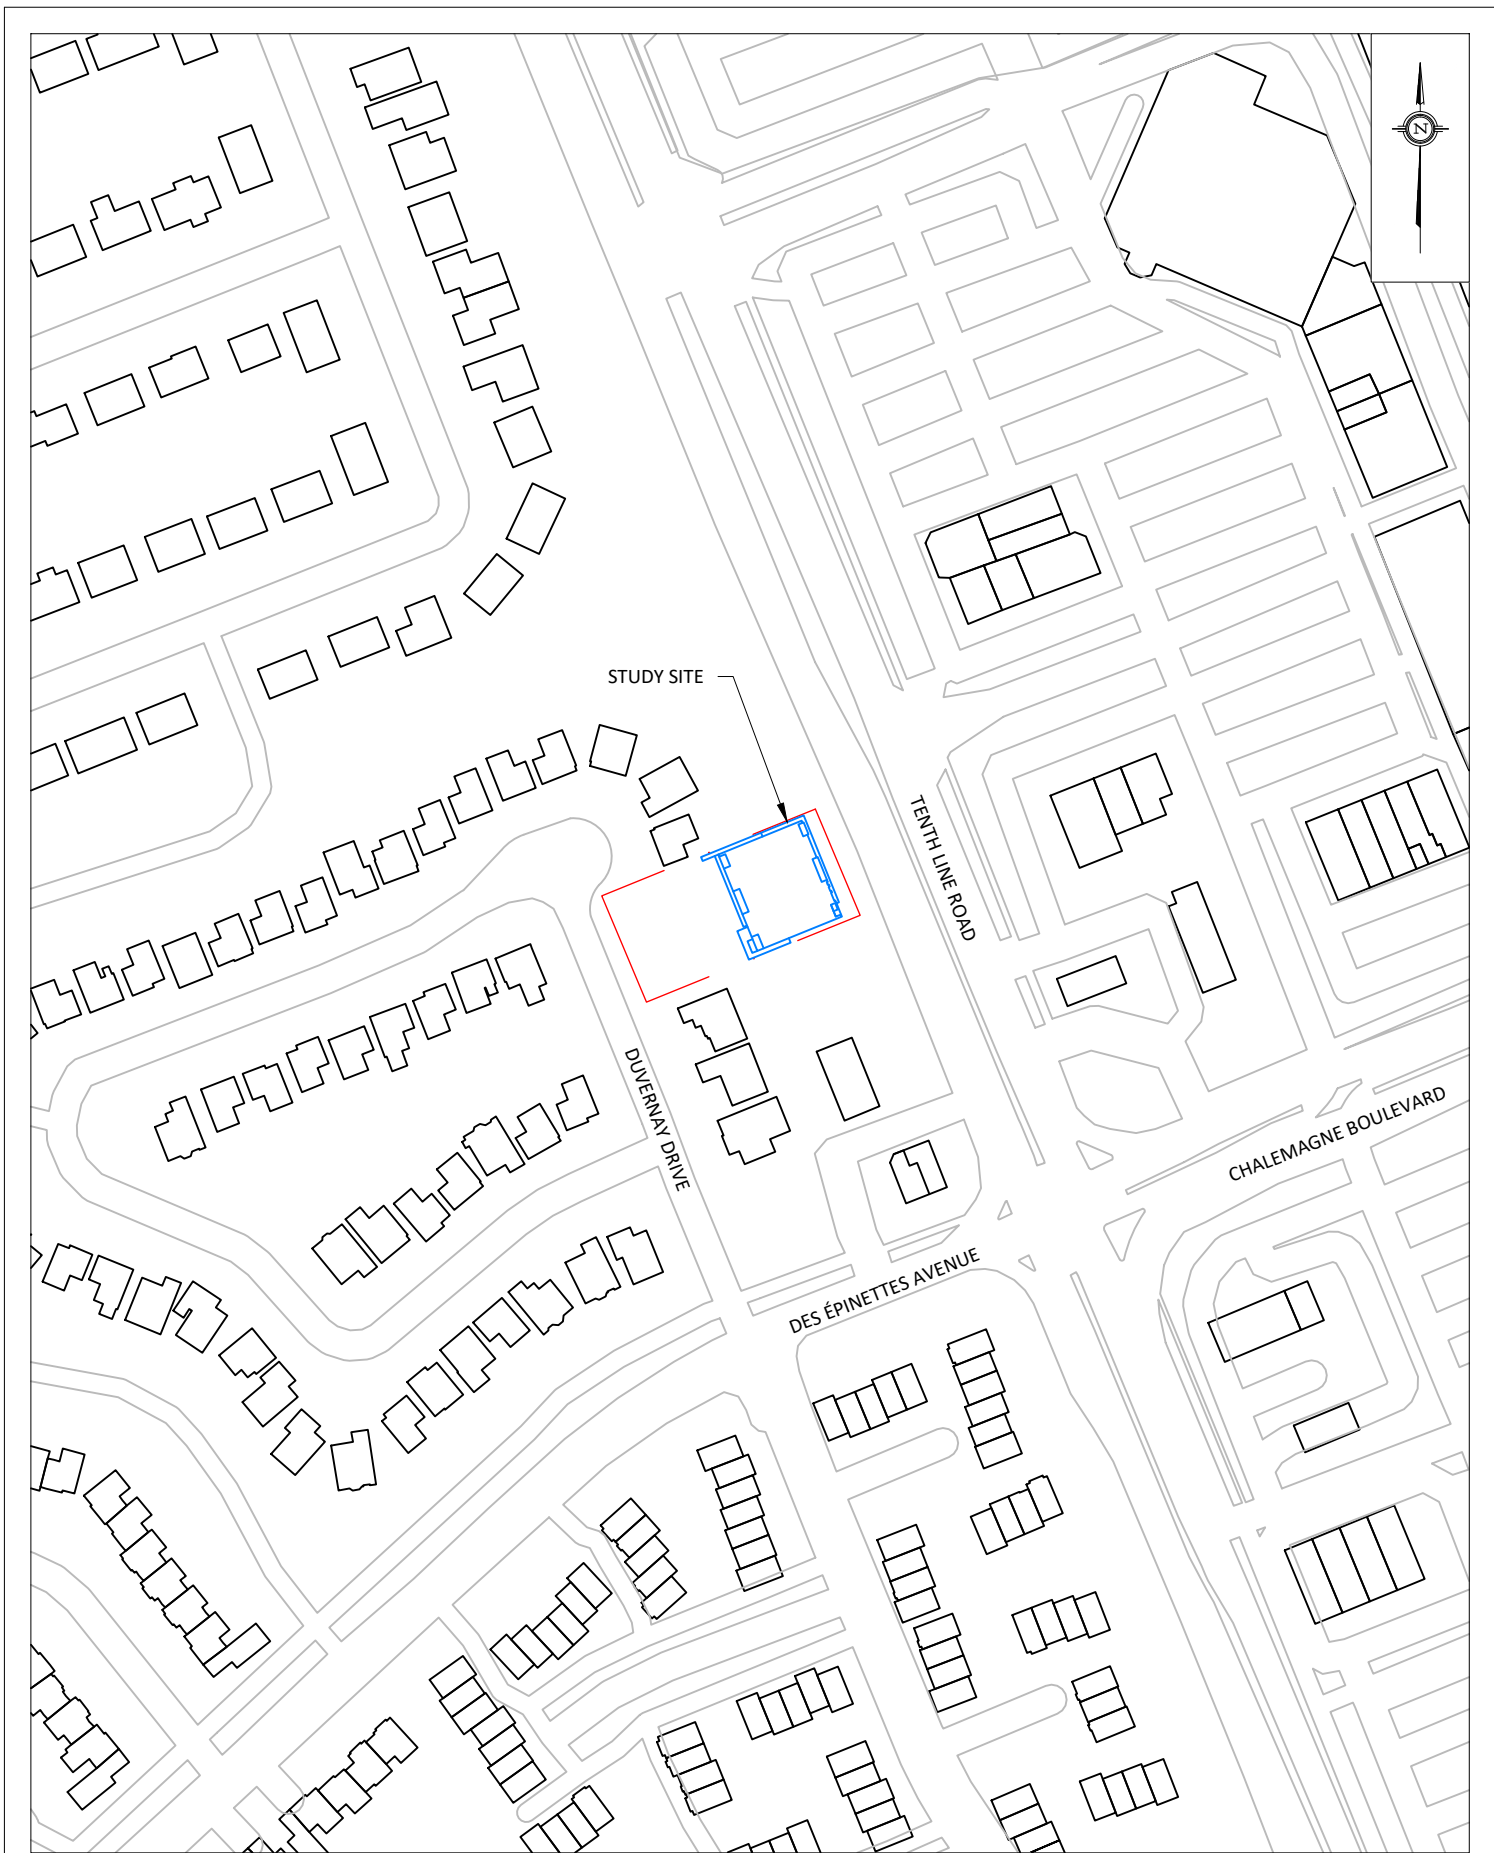 N
STUDY SITE
TENTH LINE ROAD
DUVERNAY DRIVE
CHALEMAGNE BOULEVARD
DES ÉPINETTES AVENUE